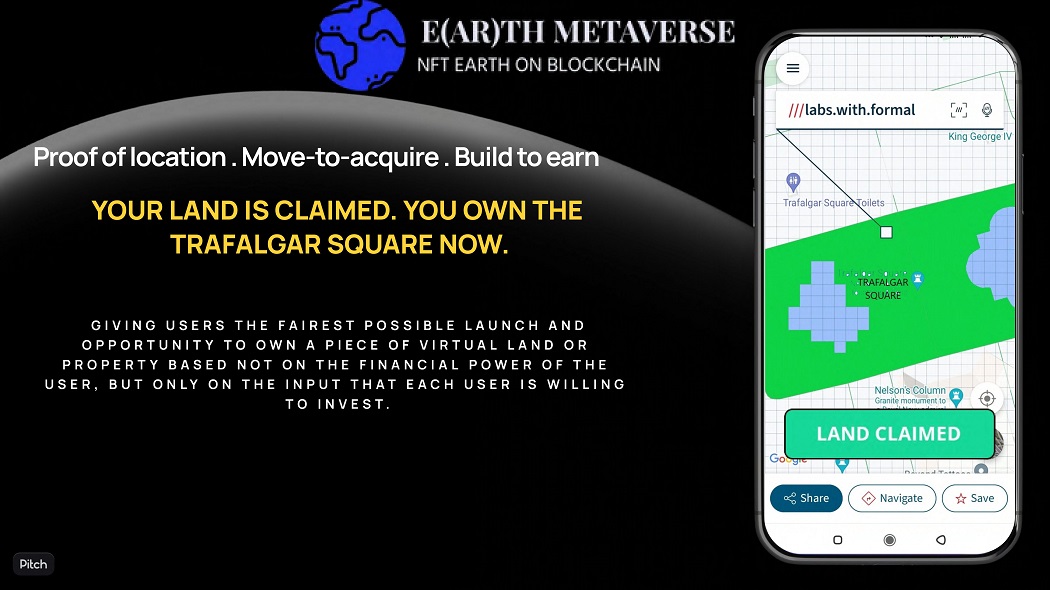 E(AR)TH METAVERSE
NFT EARTH ON BLOCKCHAIN
Proof of location . Move-to-acquire . Build to earn
YOUR LAND IS CLAIMED. YOU OWN THE
TRAFALGAR SQUARE NOW.
GIVING USERS THE FAIREST POSSIBLE LAUNCH AND
OPPORTUNITY TO OWN A PIECE OF VIRTUAL LAND OR
PROPERTY BASED NOT ON THE FINANCIAL POWER OF THE
USER, BUT ONLY ON THE INPUT THAT EACH USER IS WILLING
TO INVEST.
Pitch
///labs.with.formal
King George IV
Trafalgar Square Toilets
TRAFALGAR
SQUARE
Nelson's Column
Granite monument to
LAND CLAIMED
Google
Share
Navigate
Save